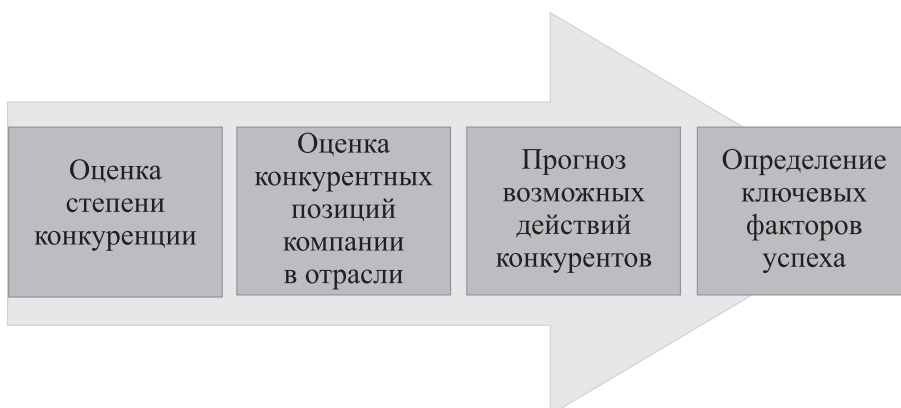 Оценка
степени
конкуренции
Оценка
конкурентных
позиций
компании
в отрасли
Прогноз
возможных
действий
конкурентов
Определение
ключевых
факторов
успеха